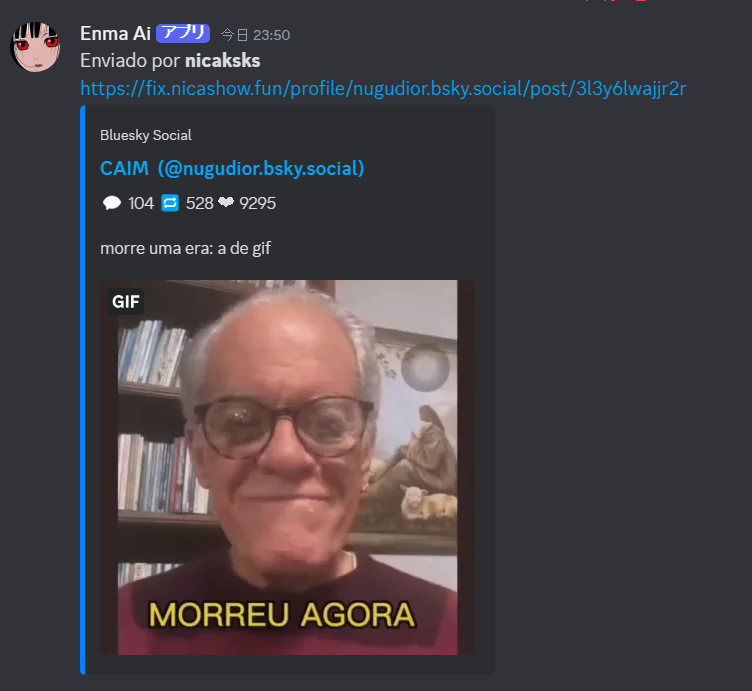 Enma Ai アプリ 今日 23:50
Enviado por nicaksks
https://fix.nicashow.fun/profile/nugudior.bsky.social/post/3l3y6lwajjr2r
Bluesky Social
CAIM (@nugudior.bsky.social)
104 528 9295
morre uma era: a de gif
GIF
MORREU AGORA